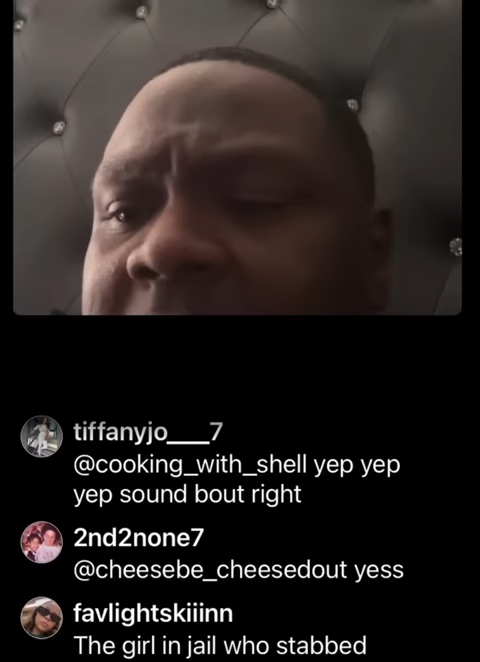 tiffanyjo___7
@cooking_with_shell yep yep
yep sound bout right
2nd2none7
@cheesebe_cheesedout yess
favlightskiiinn
The girl in jail who stabbed